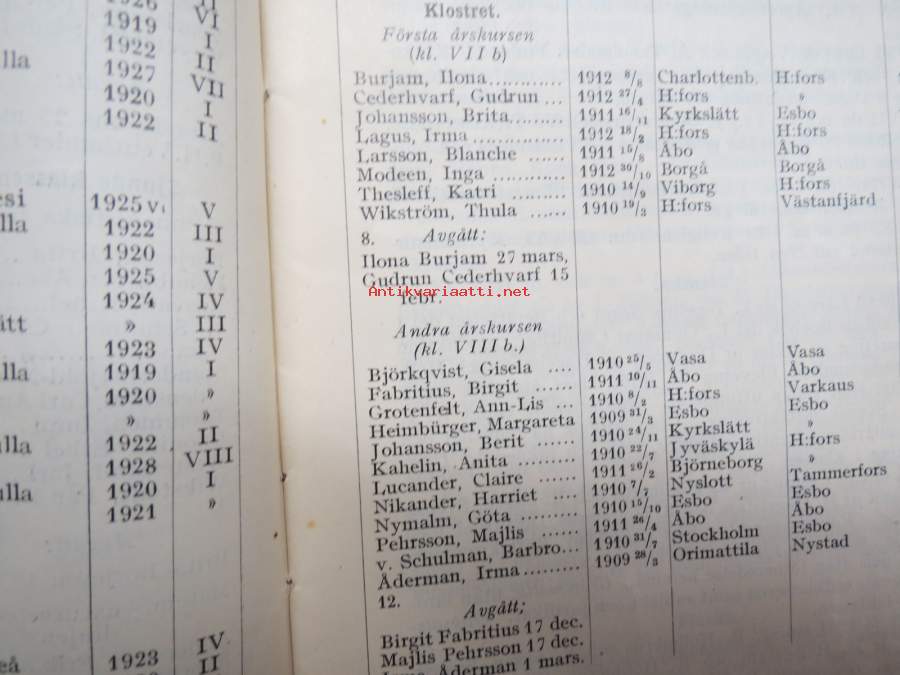 1926 VI
1919 I
1922 II
lla 1927 VII
1920 I
1922 II
esi 1925 VI V
lla 1922 III
1920 I
1925 V
1924 IV
ätt » III
1923 IV
lla 1919 I
1920 »
» »
lla 1922 II
1928 VIII
ulla 1920 I
1921 »
eå 1923 IV
II
Klostret.
Första årskursen
(kl. VII b)
Burjam, Ilona............. 1912 8/8 Charlottenb. H:fors
Cederhvarf, Gudrun ... 1912 27/4 H:fors »
Johansson, Brita......... 1911 16/11 Kyrkslätt Esbo
Lagus, Irma ............... 1912 18/2 H:fors H:fors
Larsson, Blanche ...... 1911 15/8 Åbo Åbo
Modeen, Inga ............ 1912 30/10 Borgå Borgå
Thesleff, Katri ......... 1910 14/9 Viborg H:fors
Wikström, Thula ...... 1910 19/3 H:fors Västanfjärd
8. Avgått:
Ilona Burjam 27 mars,
Gudrun Cederhvarf 15
febr.
Antikvariaatti.net
Andra årskursen
(kl. VIII b.)
Björkqvist, Gisela .... 1910 25/5 Vasa Vasa
Fabritius, Birgit ...... 1911 10/11 Åbo Åbo
Grotenfelt, Ann-Lis ... 1910 8/2 H:fors Varkaus
Heimbürger, Margareta 1909 31/3 Esbo Esbo
Johansson, Berit ...... 1910 24/11 Kyrkslätt »
Kahelin, Anita ......... 1910 22/7 Jyväskylä H:fors
Lucander, Claire ...... 1911 26/2 Björneborg »
Nikander, Harriet .... 1910 7/7 Nyslott Tammerfors
Nymalm, Göta ......... 1910 15/10 Esbo Esbo
Pehrsson, Majlis ...... 1911 26/4 Åbo Åbo
v. Schulman, Barbro... 1910 31/7 Stockholm Esbo
Åderman, Irma......... 1909 28/3 Orimattila Nystad
12.
Avgått;
Birgit Fabritius 17 dec.
Majlis Pehrsson 17 dec.
Irma Åderman 1 mars.